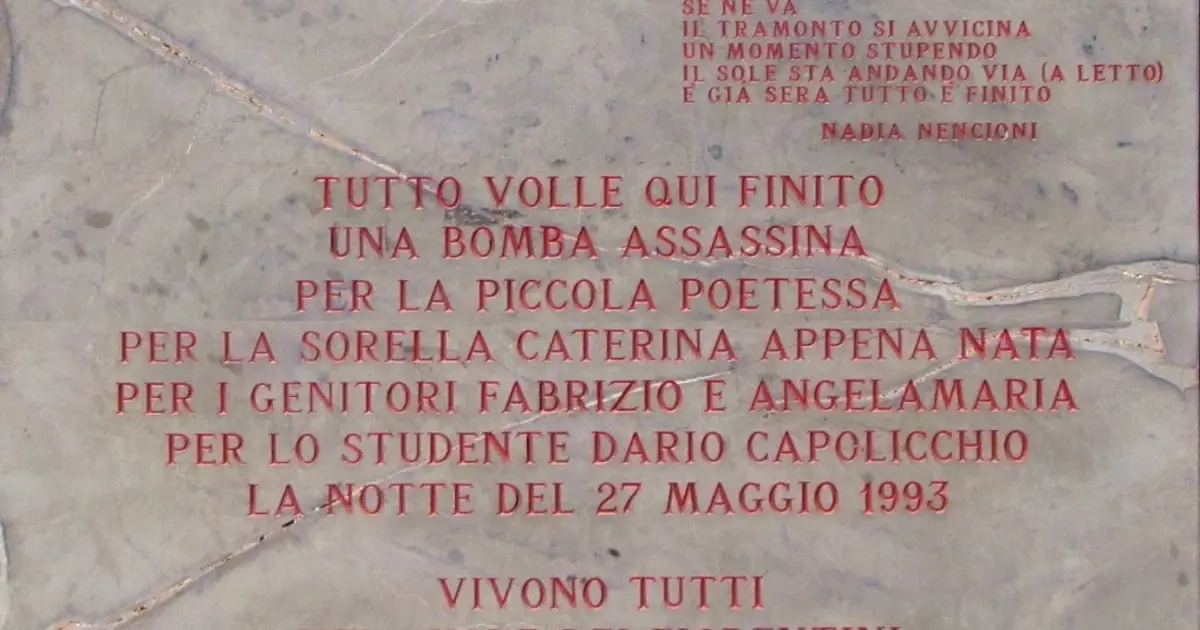 SE NE VA
IL TRAMONTO SI AVVICINA
UN MOMENTO STUPENDO
IL SOLE STA ANDANDO VIA (A LETTO)
È GIÀ SERA TUTTO È FINITO
NADIA NENCIONI
TUTTO VOLLE QUI FINITO
UNA BOMBA ASSASSINA
PER LA PICCOLA POETESSA
PER LA SORELLA CATERINA APPENA NATA
PER I GENITORI FABRIZIO E ANGELAMARIA
PER LO STUDENTE DARIO CAPOLICCHIO
LA NOTTE DEL 27 MAGGIO 1993
VIVONO TUTTI
FIORENTINI